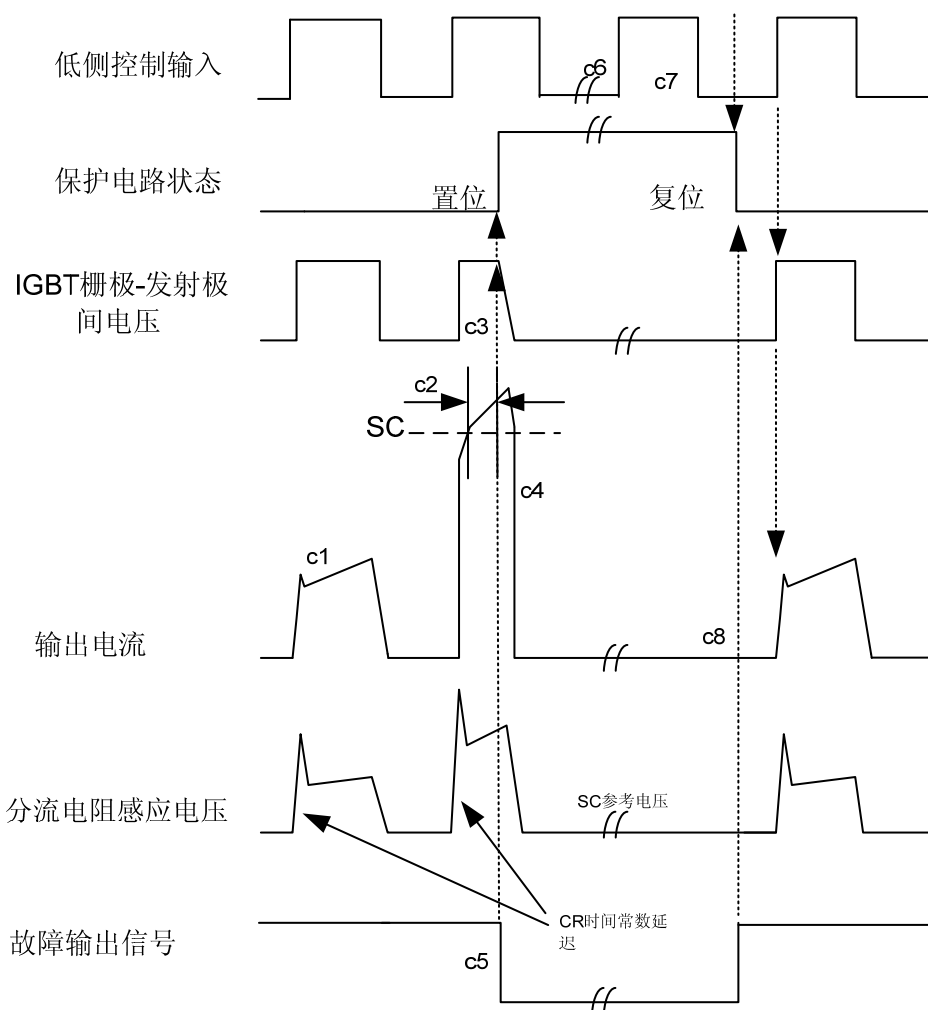 低侧控制输入
c6
c7
保护电路状态
置位
复位
IGBT栅极-发射极
间电压
c3
c2
SC
c4
c1
输出电流
c8
分流电阻感应电压
SC参考电压
CR时间常数延
迟
故障输出信号
c5